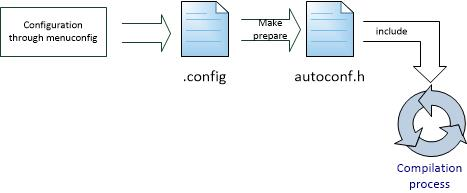 Configuration
through menuconfig
.config
Make
prepare
autoconf.h
include
Compilation
process